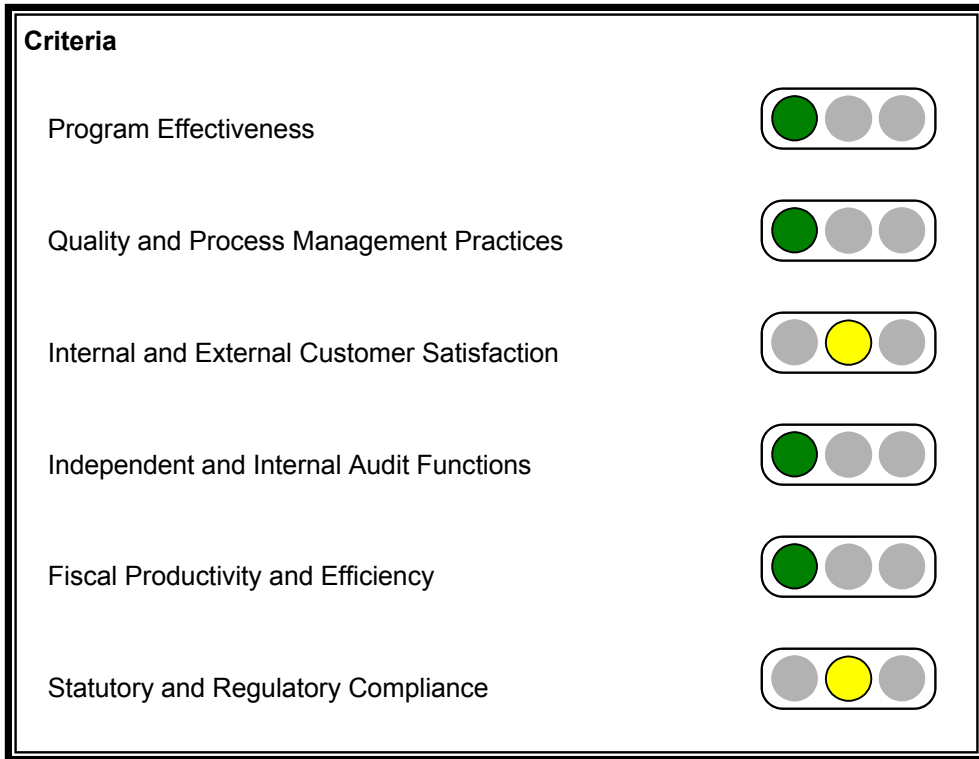 Criteria
Program Effectiveness
Quality and Process Management Practices
Internal and External Customer Satisfaction
Independent and Internal Audit Functions
Fiscal Productivity and Efficiency
Statutory and Regulatory Compliance